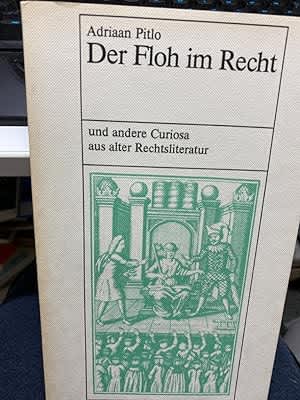 Adriaan Pitlo
Der Floh im Recht
und andere Curiosa
aus alter Rechtsliteratur